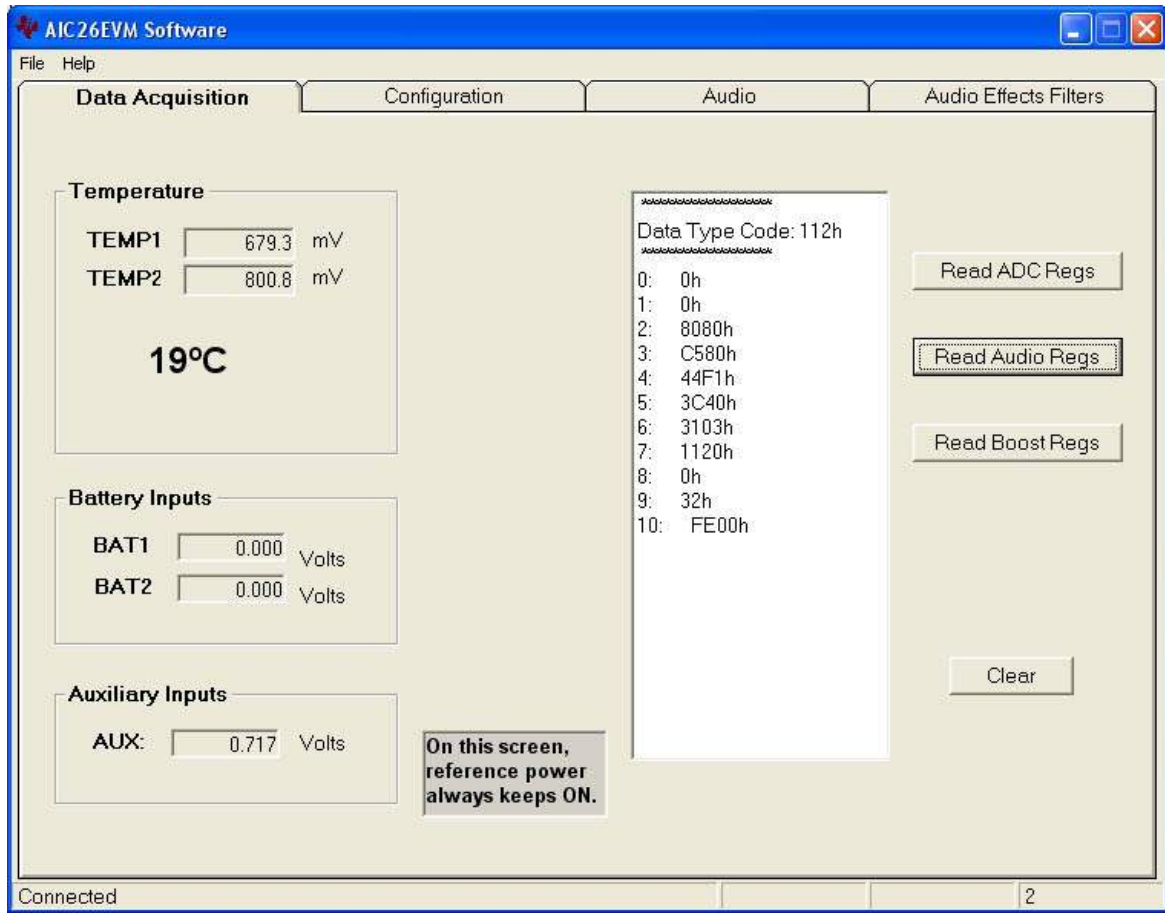 AIC26EVM Software
File Help
Data Acquisition Configuration Audio Audio Effects Filters
Temperature
TEMP1 679.3 mV
TEMP2 800.8 mV
19ºC
Battery Inputs
BAT1 0.000 Volts
BAT2 0.000 Volts
Auxiliary Inputs
AUX: 0.717 Volts
On this screen,
reference power
always keeps ON.
********************
Data Type Code: 112h
********************
0: 0h
1: 0h
2: 8080h
3: C580h
4: 44F1h
5: 3C40h
6: 3103h
7: 1120h
8: 0h
9: 32h
10: FE00h
Read ADC Regs
Read Audio Regs
Read Boost Regs
Clear
Connected 2